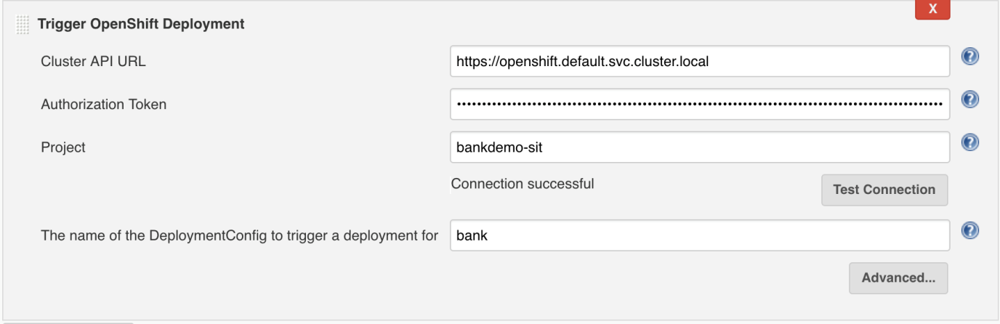 X
Trigger OpenShift Deployment
Cluster API URL
https://openshift.default.svc.cluster.local
?
Authorization Token
••••••••••••••••••••••••••••••••••••••••••••••••••••••••••••••••••••••••••••••••••••••••••••••••
?
Project
bankdemo-sit
?
Connection successful
Test Connection
The name of the DeploymentConfig to trigger a deployment for
bank
?
Advanced...